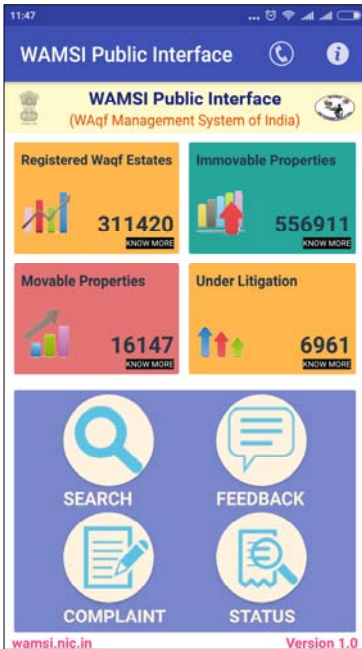 11:47
WAMSI Public Interface
WAMSI Public Interface
(WAqf Management System of India)
Registered Waqf Estates
311420
KNOW MORE
Immovable Properties
556911
KNOW MORE
Movable Properties
16147
KNOW MORE
Under Litigation
6961
KNOW MORE
SEARCH
FEEDBACK
COMPLAINT
STATUS
wamsi.nic.in
Version 1.0